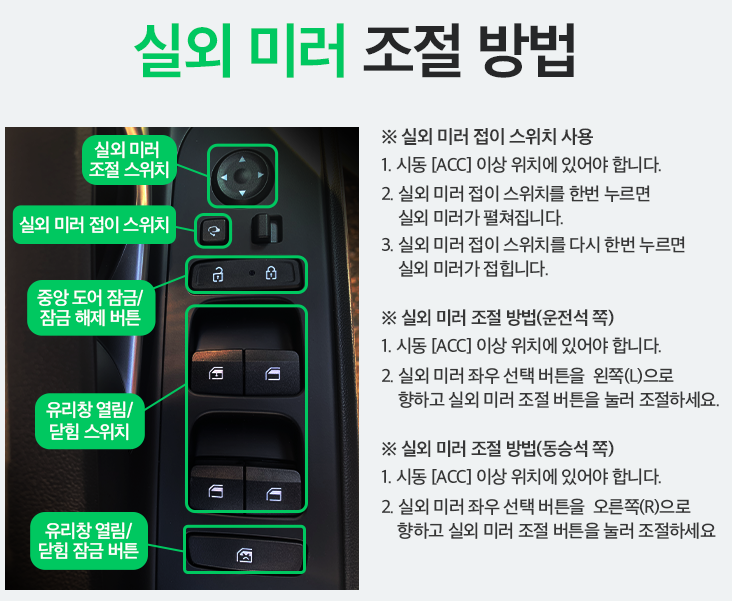 실외 미러 조절 방법
실외 미러
조절 스위치
실외 미러 접이 스위치
중앙 도어 잠금/
잠금 해제 버튼
유리창 열림/
닫힘 스위치
유리창 열림/
닫힘 잠금 버튼
※ 실외 미러 접이 스위치 사용
1. 시동 [ACC] 이상 위치에 있어야 합니다.
2. 실외 미러 접이 스위치를 한번 누르면
실외 미러가 펼쳐집니다.
3. 실외 미러 접이 스위치를 다시 한번 누르면
실외 미러가 접힙니다.
※ 실외 미러 조절 방법(운전석 쪽)
1. 시동 [ACC] 이상 위치에 있어야 합니다.
2. 실외 미러 좌우 선택 버튼을 왼쪽(L)으로
향하고 실외 미러 조절 버튼을 눌러 조절하세요.
※ 실외 미러 조절 방법(동승석 쪽)
1. 시동 [ACC] 이상 위치에 있어야 합니다.
2. 실외 미러 좌우 선택 버튼을 오른쪽(R)으로
향하고 실외 미러 조절 버튼을 눌러 조절하세요